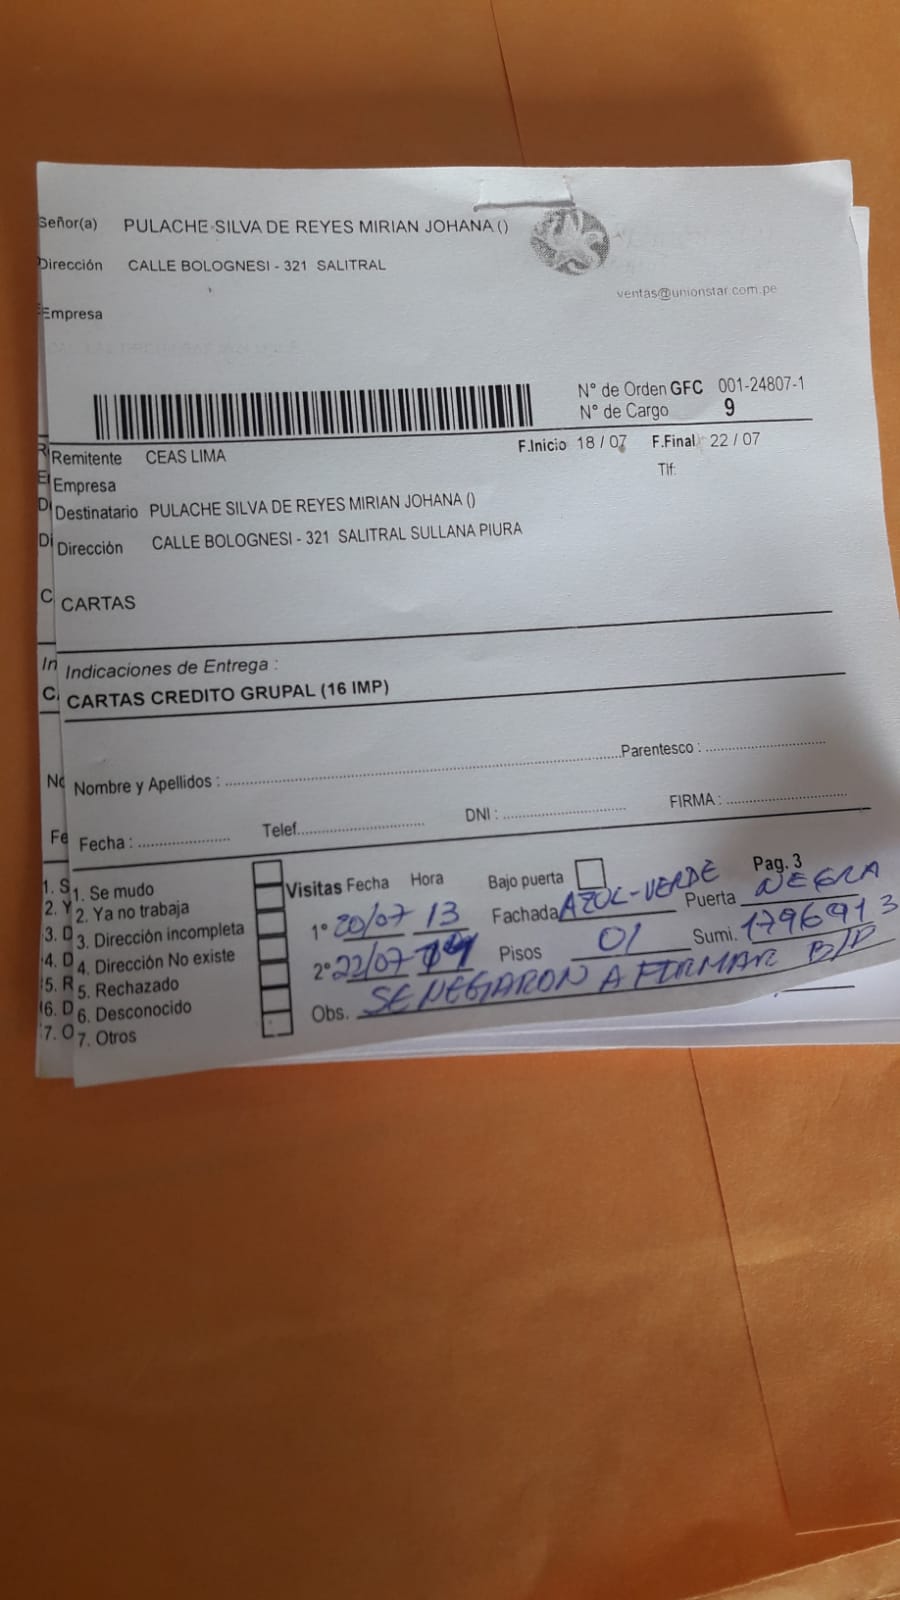 Señor(a) PULACHE SILVA DE REYES MIRIAN JOHANA ()
Dirección CALLE BOLOGNESI - 321 SALITRAL
ventas@unionstar.com.pe
Empresa
N° de Orden GFC 001-24807-1
N° de Cargo 9
Remitente CEAS LIMA F.Inicio 18 / 07 F.Final 22 / 07
Empresa Tlf:
Destinatario PULACHE SILVA DE REYES MIRIAN JOHANA ()
Dirección CALLE BOLOGNESI - 321 SALITRAL SULLANA PIURA
CARTAS
Indicaciones de Entrega :
CARTAS CREDITO GRUPAL (16 IMP)
Nombre y Apellidos : Parentesco :
Fecha : Telef. DNI : FIRMA :
Visitas Fecha Hora Bajo puerta Pag. 3
1. Se mudo
2. Ya no trabaja
3. Dirección incompleta
4. Dirección No existe
5. Rechazado
6. Desconocido
7. Otros
1° 20/07 13 Fachada AZUL-VERDE Puerta NEGRA
2° 22/07 Pisos 01 Sumi. 1796913
Obs. SE NEGARON A FIRMAR B/P